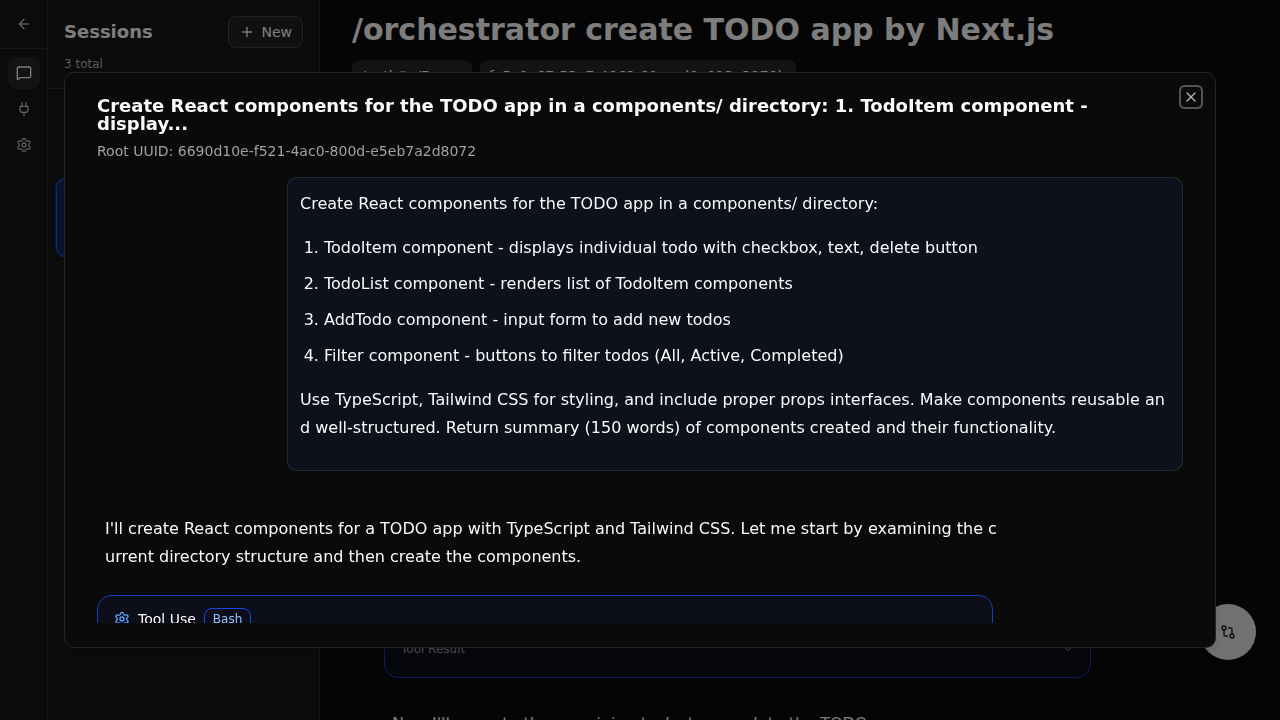 Sessions
New
3 total
/orchestrator create TODO app by Next.js
Create React components for the TODO app in a components/ directory: 1. TodoItem component -
display...
Root UUID: 6690d10e-f521-4ac0-800d-e5eb7a2d8072
Create React components for the TODO app in a components/ directory:
1. TodoItem component - displays individual todo with checkbox, text, delete button
2. TodoList component - renders list of TodoItem components
3. AddTodo component - input form to add new todos
4. Filter component - buttons to filter todos (All, Active, Completed)
Use TypeScript, Tailwind CSS for styling, and include proper props interfaces. Make components reusable an
d well-structured. Return summary (150 words) of components created and their functionality.
I'll create React components for a TODO app with TypeScript and Tailwind CSS. Let me start by examining the c
urrent directory structure and then create the components.
Tool Use
Bash
Tool Result